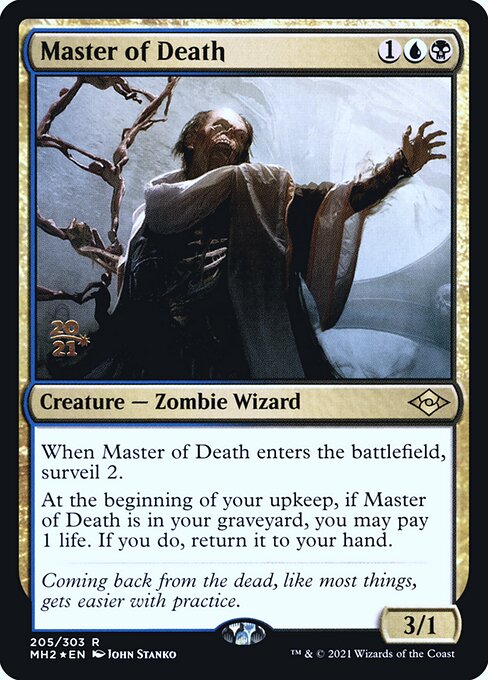 Master of Death 1
20
21
Creature — Zombie Wizard
When Master of Death enters the battlefield,
surveil 2.
At the beginning of your upkeep, if Master
of Death is in your graveyard, you may pay
1 life. If you do, return it to your hand.
Coming back from the dead, like most things,
gets easier with practice.
3/1
205/303 R
MH2 ★ EN John Stanko
™ & © 2021 Wizards of the Coast